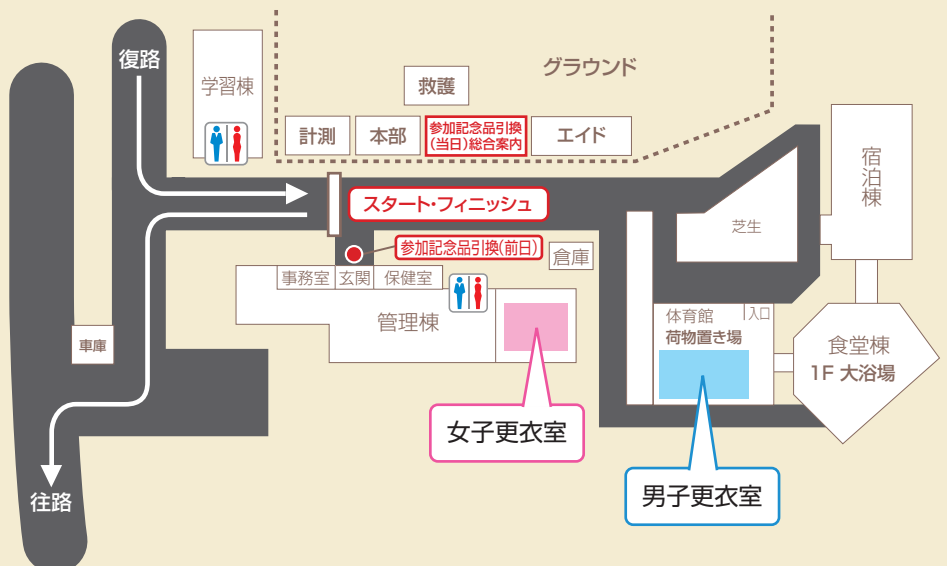 復路
学習棟
グラウンド
救護
計測
本部
参加記念品引換
(当日)総合案内
エイド
宿泊棟
スタート・フィニッシュ
芝生
参加記念品引換(前日)
倉庫
事務室
玄関
保健室
管理棟
体育館
入口
荷物置き場
車庫
食堂棟
1F 大浴場
女子更衣室
男子更衣室
往路